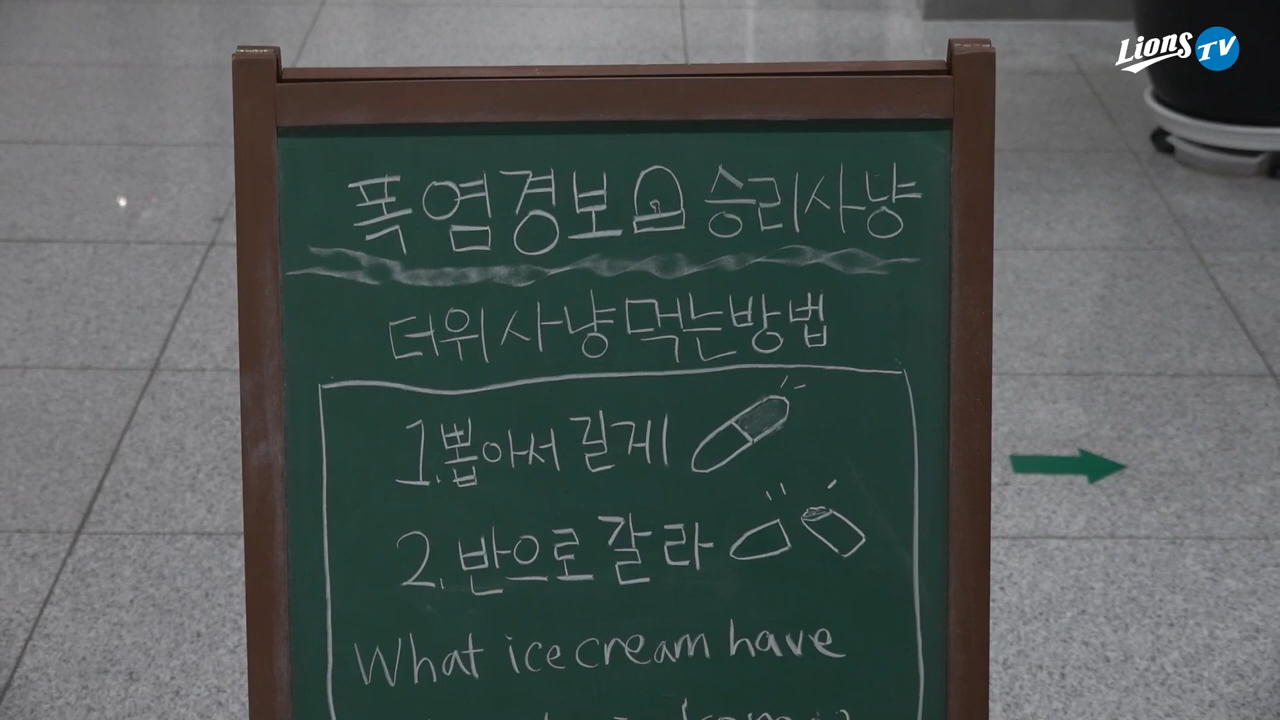 Lions TV
폭염경보 승리사냥
더위사냥 먹는방법
1. 뽑아서 길게
2. 반으로 갈라
What ice cream have